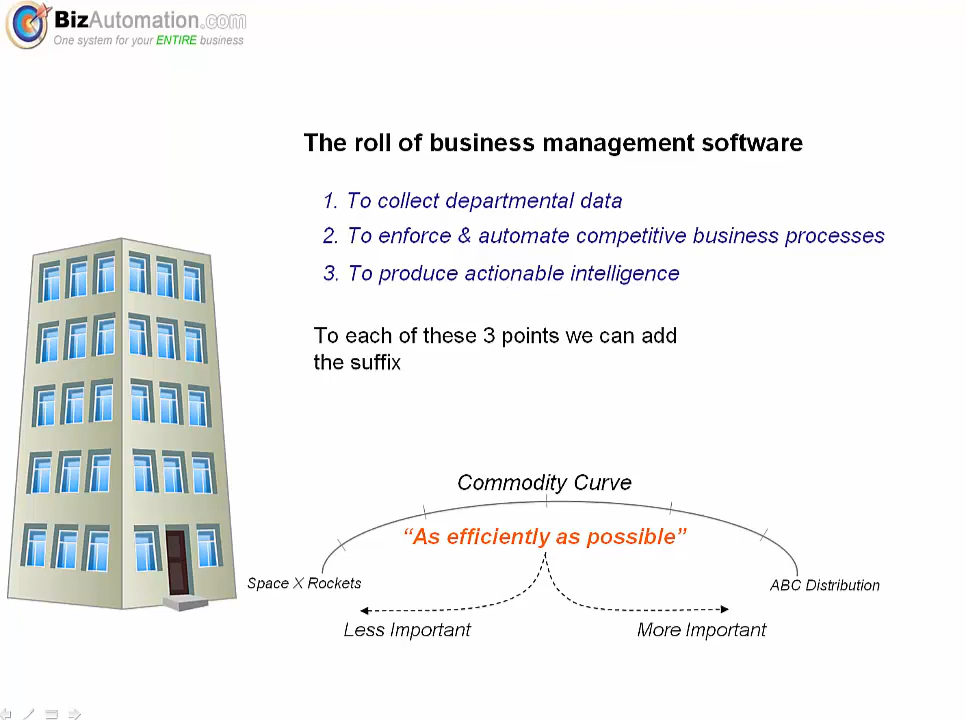 BizAutomation.com
One system for your ENTIRE business
The roll of business management software
1. To collect departmental data
2. To enforce & automate competitive business processes
3. To produce actionable intelligence
To each of these 3 points we can add
the suffix
Commodity Curve
“As efficiently as possible”
Space X Rockets
ABC Distribution
Less Important
More Important